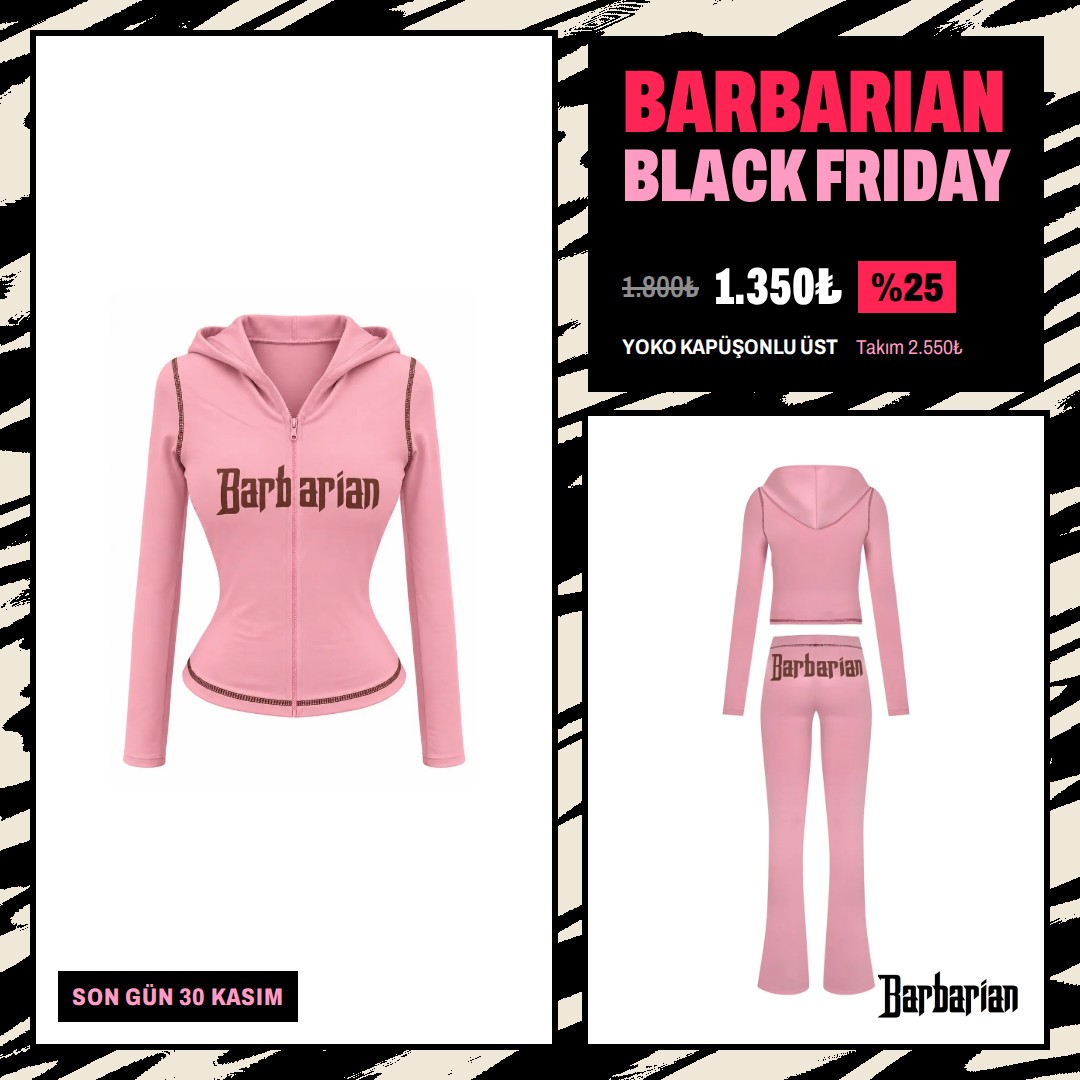 BARBARIAN
BLACK FRIDAY
1.800₺ 1.350₺ %25
YOKO KAPÜŞONLU ÜST Takım 2.550₺
Barbarian
Barbarian
SON GÜN 30 KASIM
Barbarian